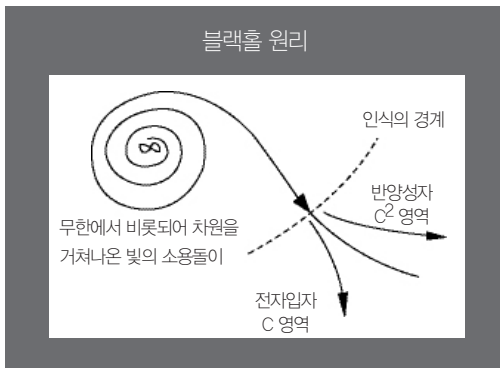 블랙홀 원리
인식의 경계
반양성자
C² 영역
∞
무한에서 비롯되어 차원을
거쳐나온 빛의 소용돌이
전자입자
C 영역